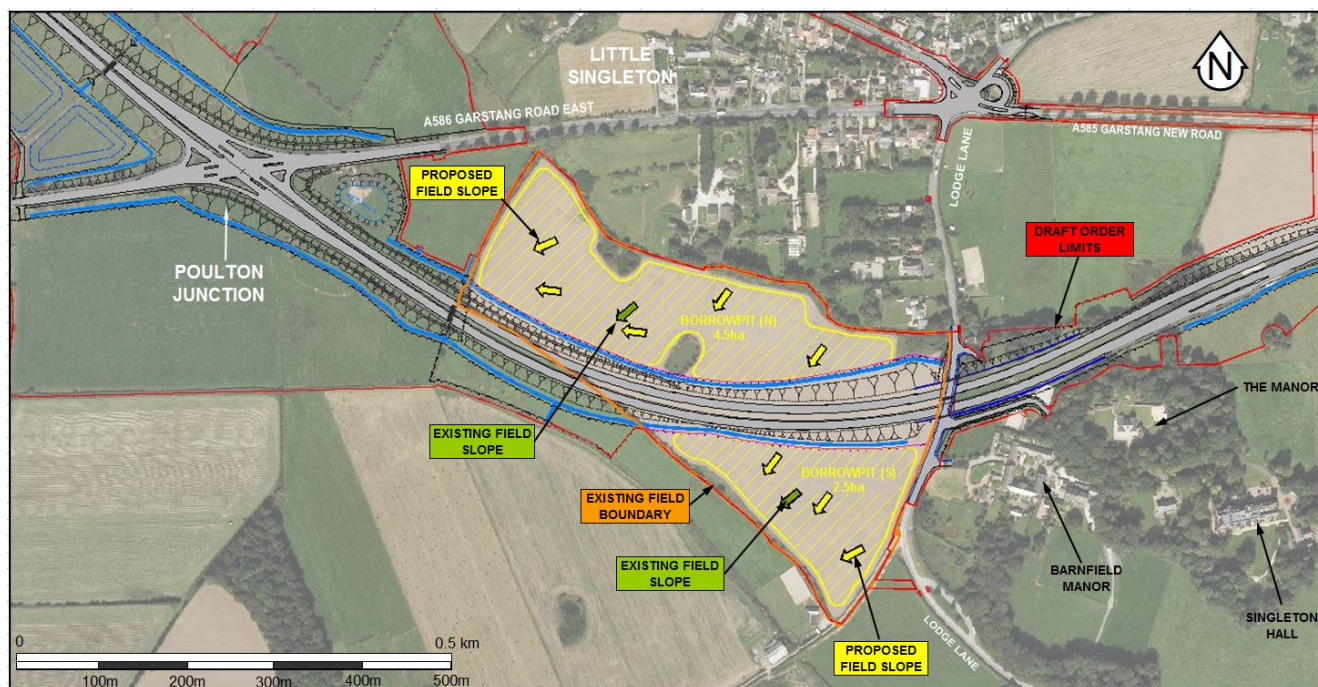 LITTLE
SINGLETON
N
A586 GARSTANG ROAD EAST
A585 GARSTANG NEW ROAD
LODGE LANE
PROPOSED
FIELD SLOPE
DRAFT ORDER
LIMITS
POULTON
JUNCTION
BORROWPIT (N)
4.5ha
THE MANOR
EXISTING FIELD
SLOPE
BORROWPIT (S)
2.5ha
EXISTING FIELD
BOUNDARY
EXISTING FIELD
SLOPE
BARNFIELD
MANOR
SINGLETON
HALL
LODGE LANE
PROPOSED
FIELD SLOPE
0
0.5 km
100m
200m
300m
400m
500m